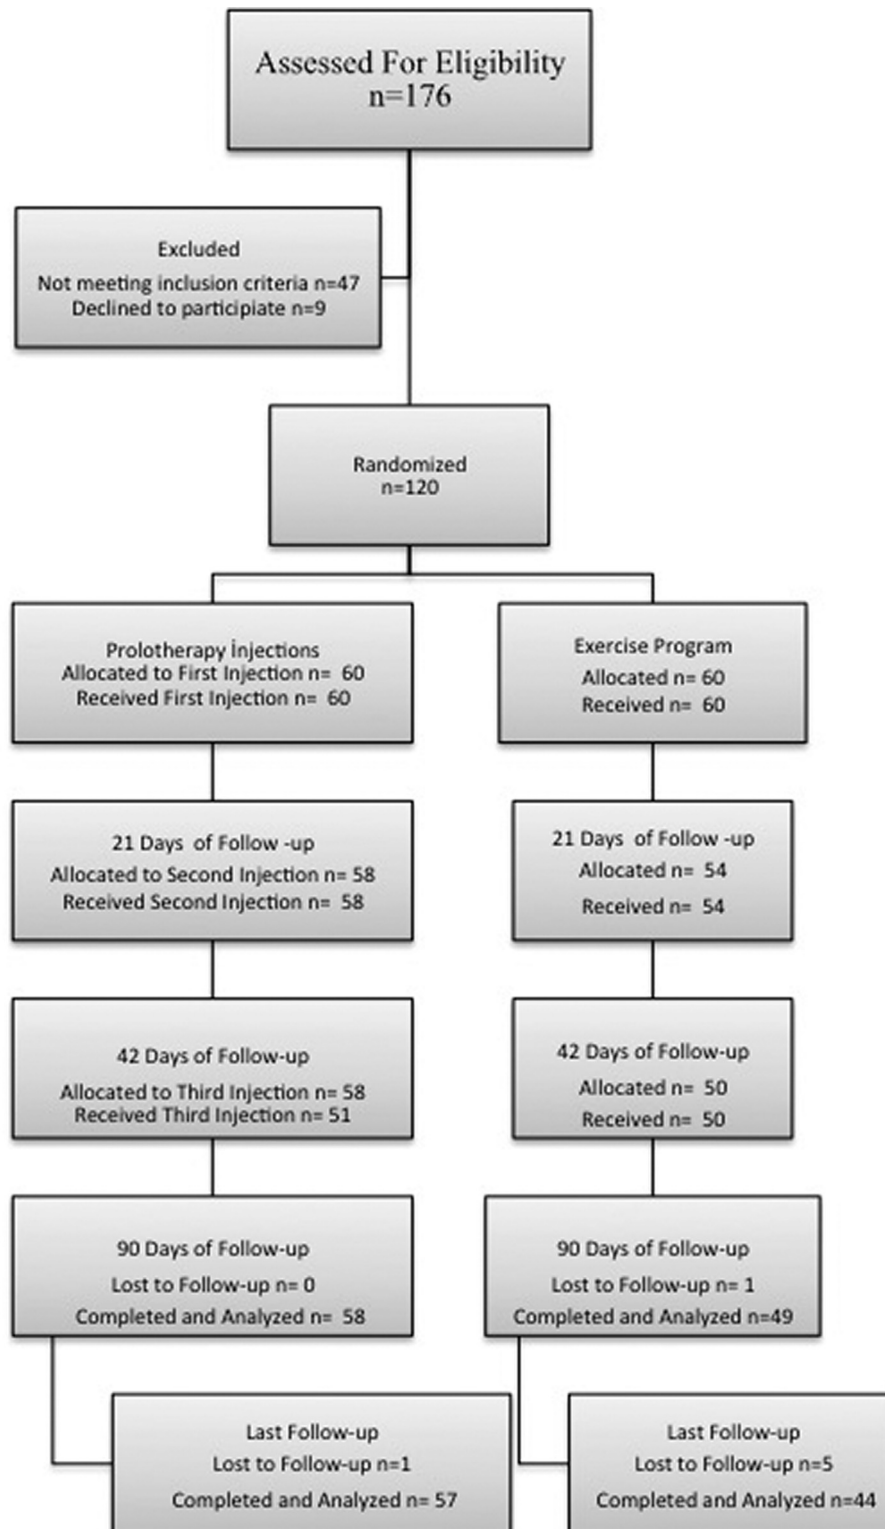 Assessed For Eligibility
n=176
Excluded
Not meeting inclusion criteria n=47
Declined to participiate n=9
Randomized
n=120
Prolotherapy İnjections
Allocated to First Injection n= 60
Received First Injection n= 60
Exercise Program
Allocated n= 60
Received n= 60
21 Days of Follow -up
Allocated to Second Injection n= 58
Received Second Injection n= 58
21 Days of Follow -up
Allocated n= 54
Received n= 54
42 Days of Follow-up
Allocated to Third Injection n= 58
Received Third Injection n= 51
42 Days of Follow-up
Allocated n= 50
Received n= 50
90 Days of Follow-up
Lost to Follow-up n= 0
Completed and Analyzed n= 58
90 Days of Follow-up
Lost to Follow-up n= 1
Completed and Analyzed n=49
Last Follow-up
Lost to Follow-up n=1
Completed and Analyzed n= 57
Last Follow-up
Lost to Follow-up n=5
Completed and Analyzed n=44